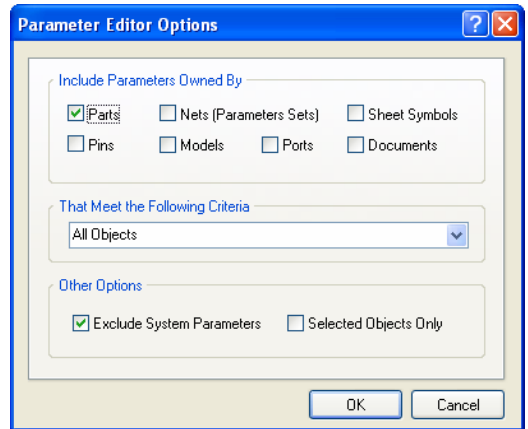 Parameter Editor Options
Include Parameters Owned By
Parts Nets (Parameters Sets) Sheet Symbols
Pins Models Ports Documents
That Meet the Following Criteria
All Objects
Other Options
Exclude System Parameters Selected Objects Only
OK Cancel